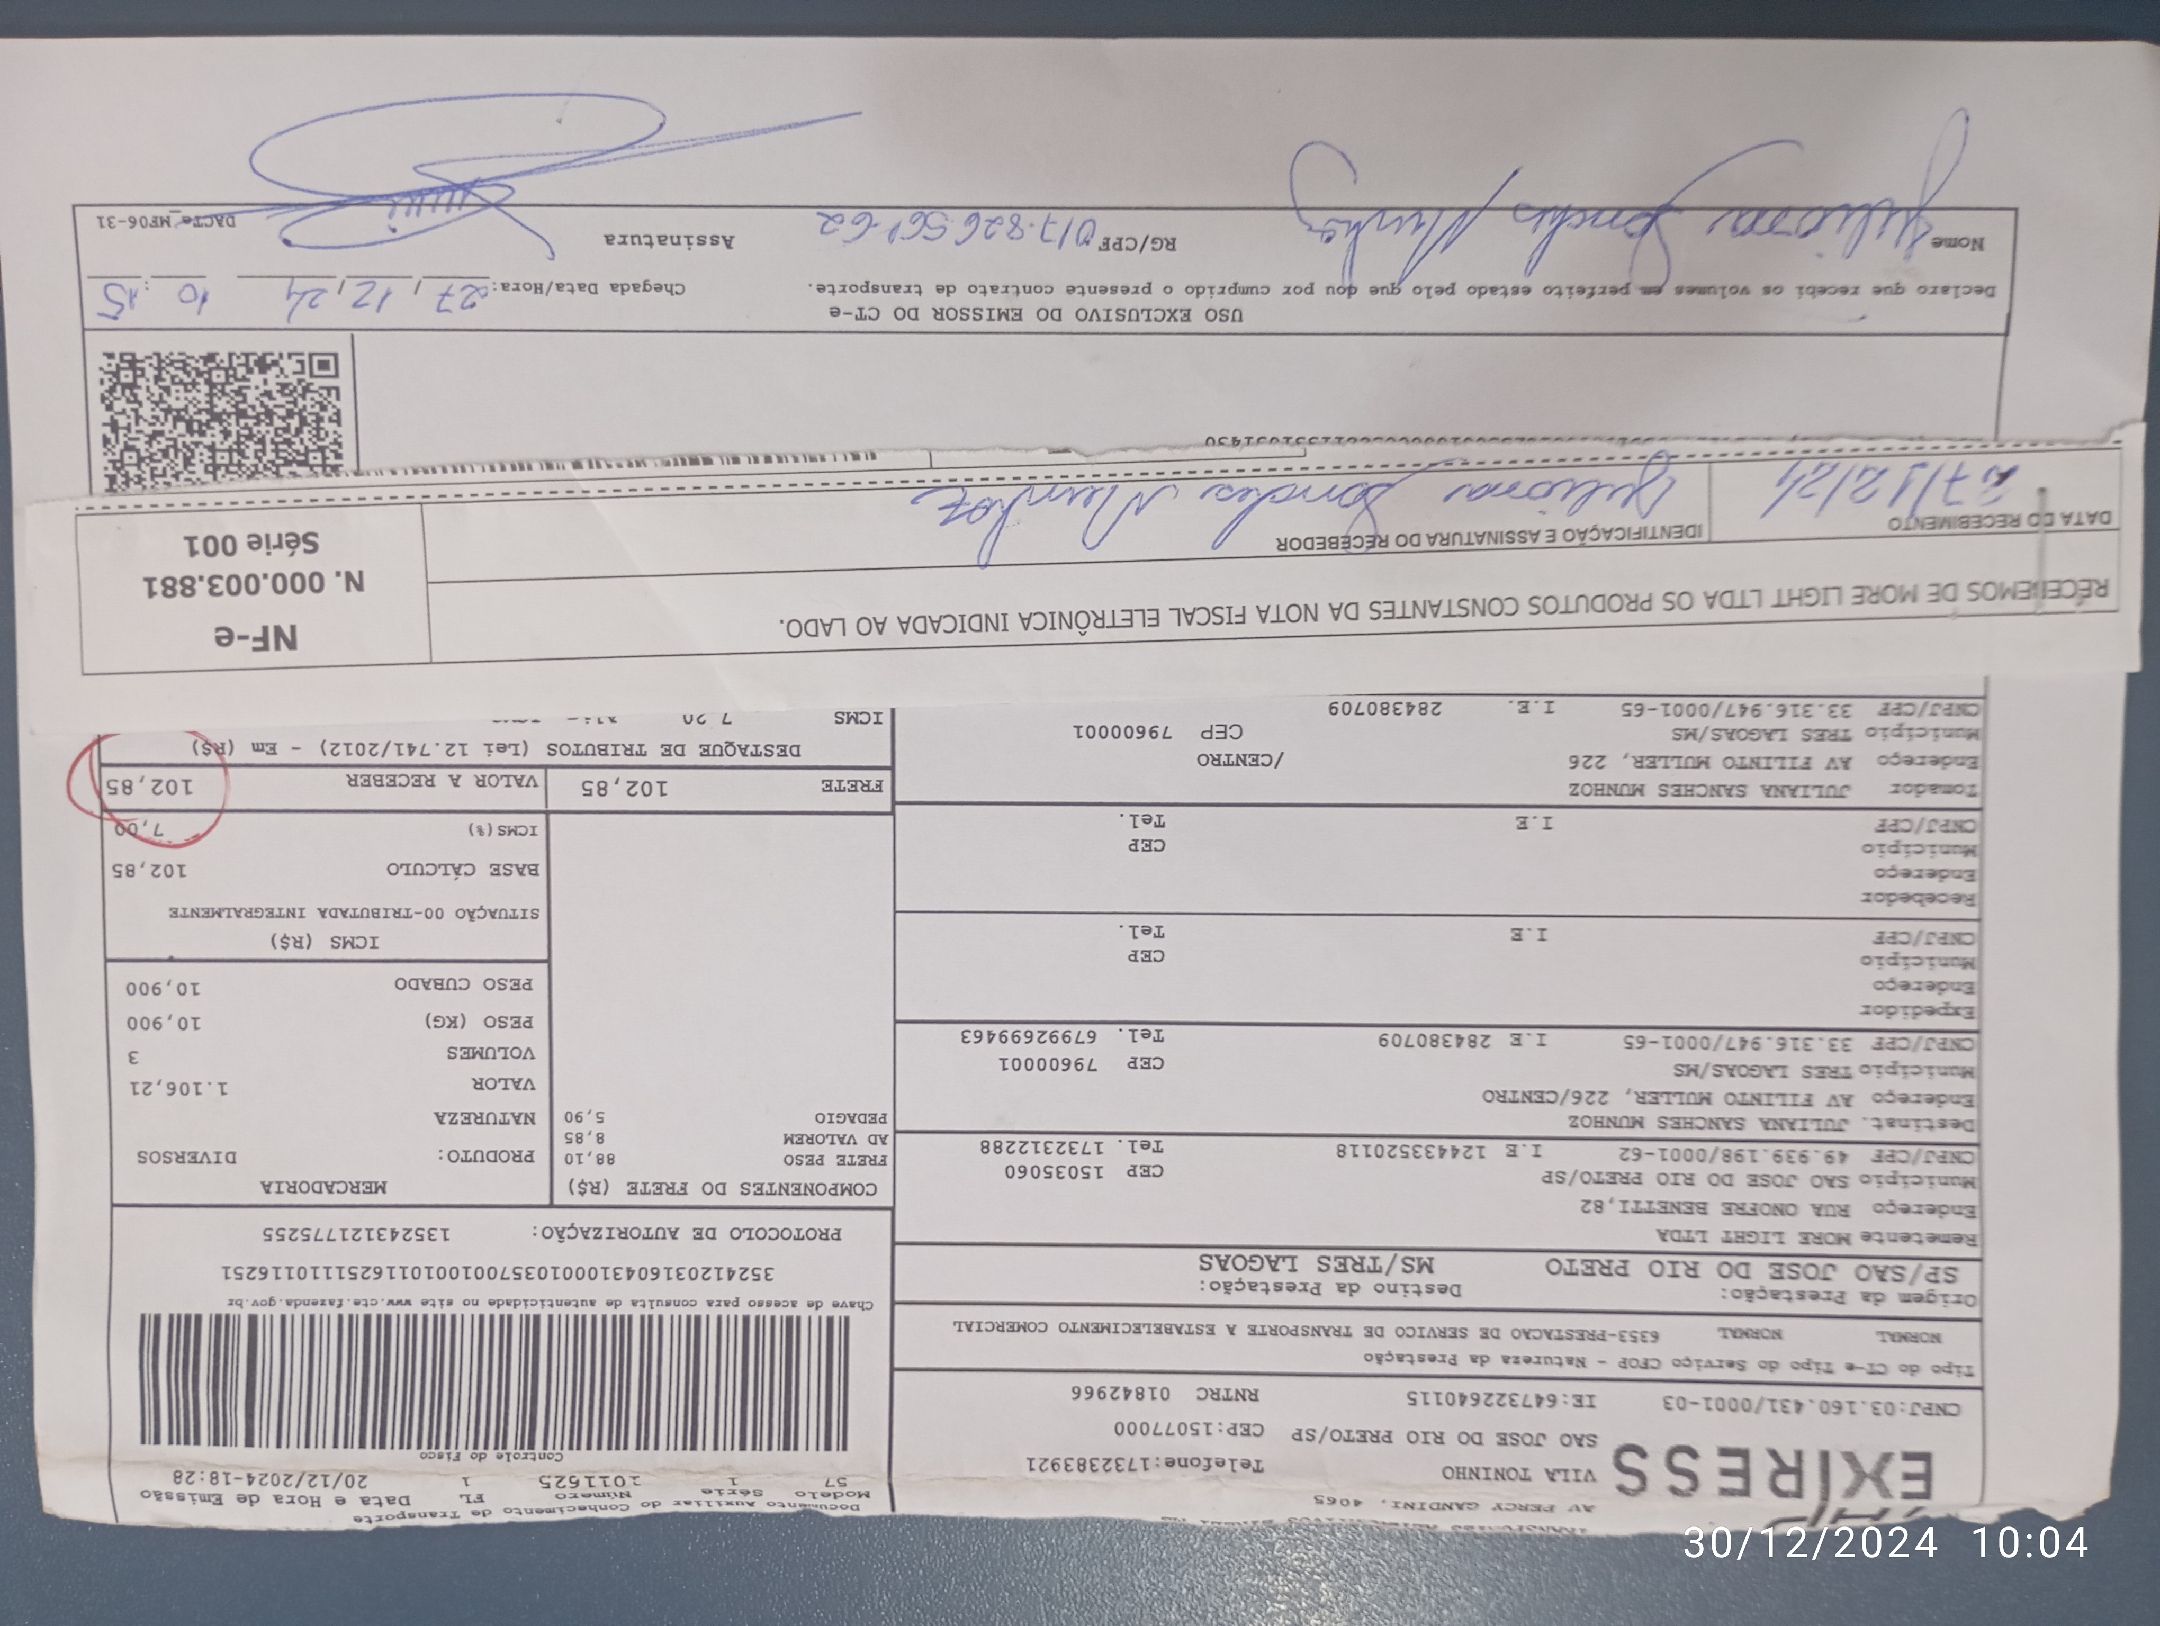 EXPRESS
AV PERCY GANDINI, 4065
VILA TONINHO
Telefone:1732383921
SAO JOSE DO RIO PRETO/SP CEP:15077000
CNPJ:03.160.431/0001-03 IE:647322640115 RNTRC 01842966
Tipo do CT-e Tipo do Serviço CFOP - Natureza da Prestação
NORMAL NORMAL 6353-PRESTACAO DE SERVICO DE TRANSPORTE A ESTABELECIMENTO COMERCIAL
Origem da Prestação: Destino da Prestação:
SP/SAO JOSE DO RIO PRETO MS/TRES LAGOAS
Remetente MORE LIGHT LTDA
Endereço RUA ONOFRE BENETTI,82
Município SAO JOSE DO RIO PRETO/SP CEP 15035060
CNPJ/CPF 49.939.198/0001-62 I.E 124433520118 Tel. 1732312288
Destinat. JULIANA SANCHES MUNHOZ
Endereço AV FILINTO MULLER, 226/CENTRO
Município TRES LAGOAS/MS CEP 79600001
CNPJ/CPF 33.316.947/0001-65 I.E 284380709 Tel. 67992699463
Expedidor
Endereço
Município CEP
CNPJ/CPF I.E Tel.
Recebedor
Endereço
Município CEP
CNPJ/CPF I.E Tel.
Tomador JULIANA SANCHES MUNHOZ
Endereço AV FILINTO MULLER, 226 /CENTRO
Município TRES LAGOAS/MS CEP 79600001
CNPJ/CPF 33.316.947/0001-65 I.E. 284380709
Documento Auxiliar do Conhecimento de Transporte
Modelo Série Número FL Data e Hora de Emissão
57 1 1011625 1 20/12/2024-18:28
Controle do Fisco
Chave de acesso para consulta de autenticidade no site www.cte.fazenda.gov.br
352412031604310001035700100101162511110116251
PROTOCOLO DE AUTORIZAÇÃO: 135243121775255
COMPONENTES DO FRETE (R$)
FRETE PESO 88,10
AD VALOREM 8,85
PEDAGIO 5,90
MERCADORIA
PRODUTO: DIVERSOS
NATUREZA
VALOR 1.106,21
VOLUMES 3
PESO (KG) 10,900
PESO CUBADO 10,900
ICMS (R$)
SITUAÇÃO 00-TRIBUTADA INTEGRALMENTE
BASE CÁLCULO 102,85
ICMS(%) 7,00
FRETE 102,85 VALOR A RECEBER 102,85
DESTAQUE DE TRIBUTOS (Lei 12.741/2012) - Em (R$)
ICMS 7,20
RECEBEMOS DE MORE LIGHT LTDA OS PRODUTOS CONSTANTES DA NOTA FISCAL ELETRÔNICA INDICADA AO LADO.
DATA DO RECEBIMENTO
27/12/24
IDENTIFICAÇÃO E ASSINATURA DO RECEBEDOR
Juliana Sanches Munhoz
NF-e
N. 000.003.881
Série 001
USO EXCLUSIVO DO EMISSOR DO CT-e
Declaro que recebi os volumes em perfeito estado pelo que dou por cumprido o presente contrato de transporte.
Chegada Data/Hora: 27/12/24 10:15
Nome Juliana Sanches Munhoz
RG/CPF 017.826.561-62
Assinatura
DACTe_MF06-31
30/12/2024 10:04